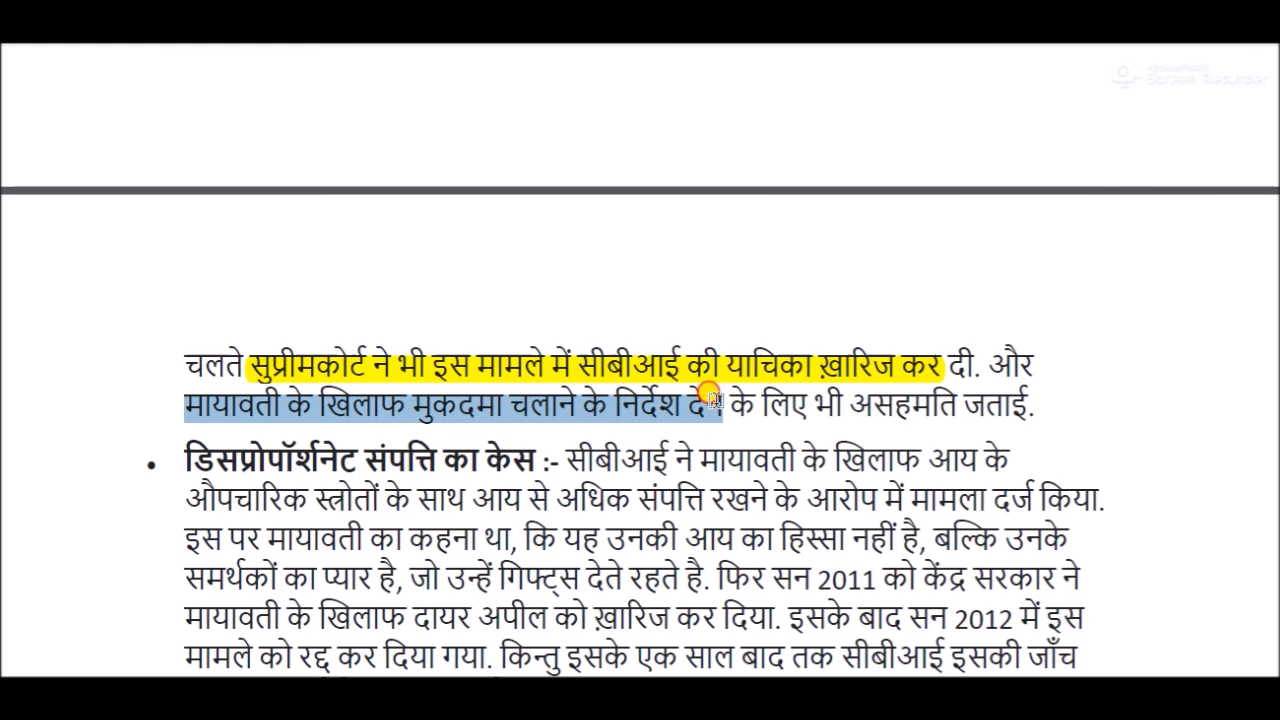 Screen Recorder
चलते सुप्रीमकोर्ट ने भी इस मामले में सीबीआई की याचिका ख़ारिज कर दी. और
मायावती के खिलाफ मुकदमा चलाने के निर्देश देने के लिए भी असहमति जताई.
• डिसप्रोपॉर्शनेट संपत्ति का केस :- सीबीआई ने मायावती के खिलाफ आय के
औपचारिक स्त्रोतों के साथ आय से अधिक संपत्ति रखने के आरोप में मामला दर्ज किया.
इस पर मायावती का कहना था, कि यह उनकी आय का हिस्सा नहीं है, बल्कि उनके
समर्थकों का प्यार है, जो उन्हें गिफ्ट्स देते रहते है. फिर सन 2011 को केंद्र सरकार ने
मायावती के खिलाफ दायर अपील को ख़ारिज कर दिया. इसके बाद सन 2012 में इस
मामले को रद्द कर दिया गया. किन्तु इसके एक साल बाद तक सीबीआई इसकी जाँच